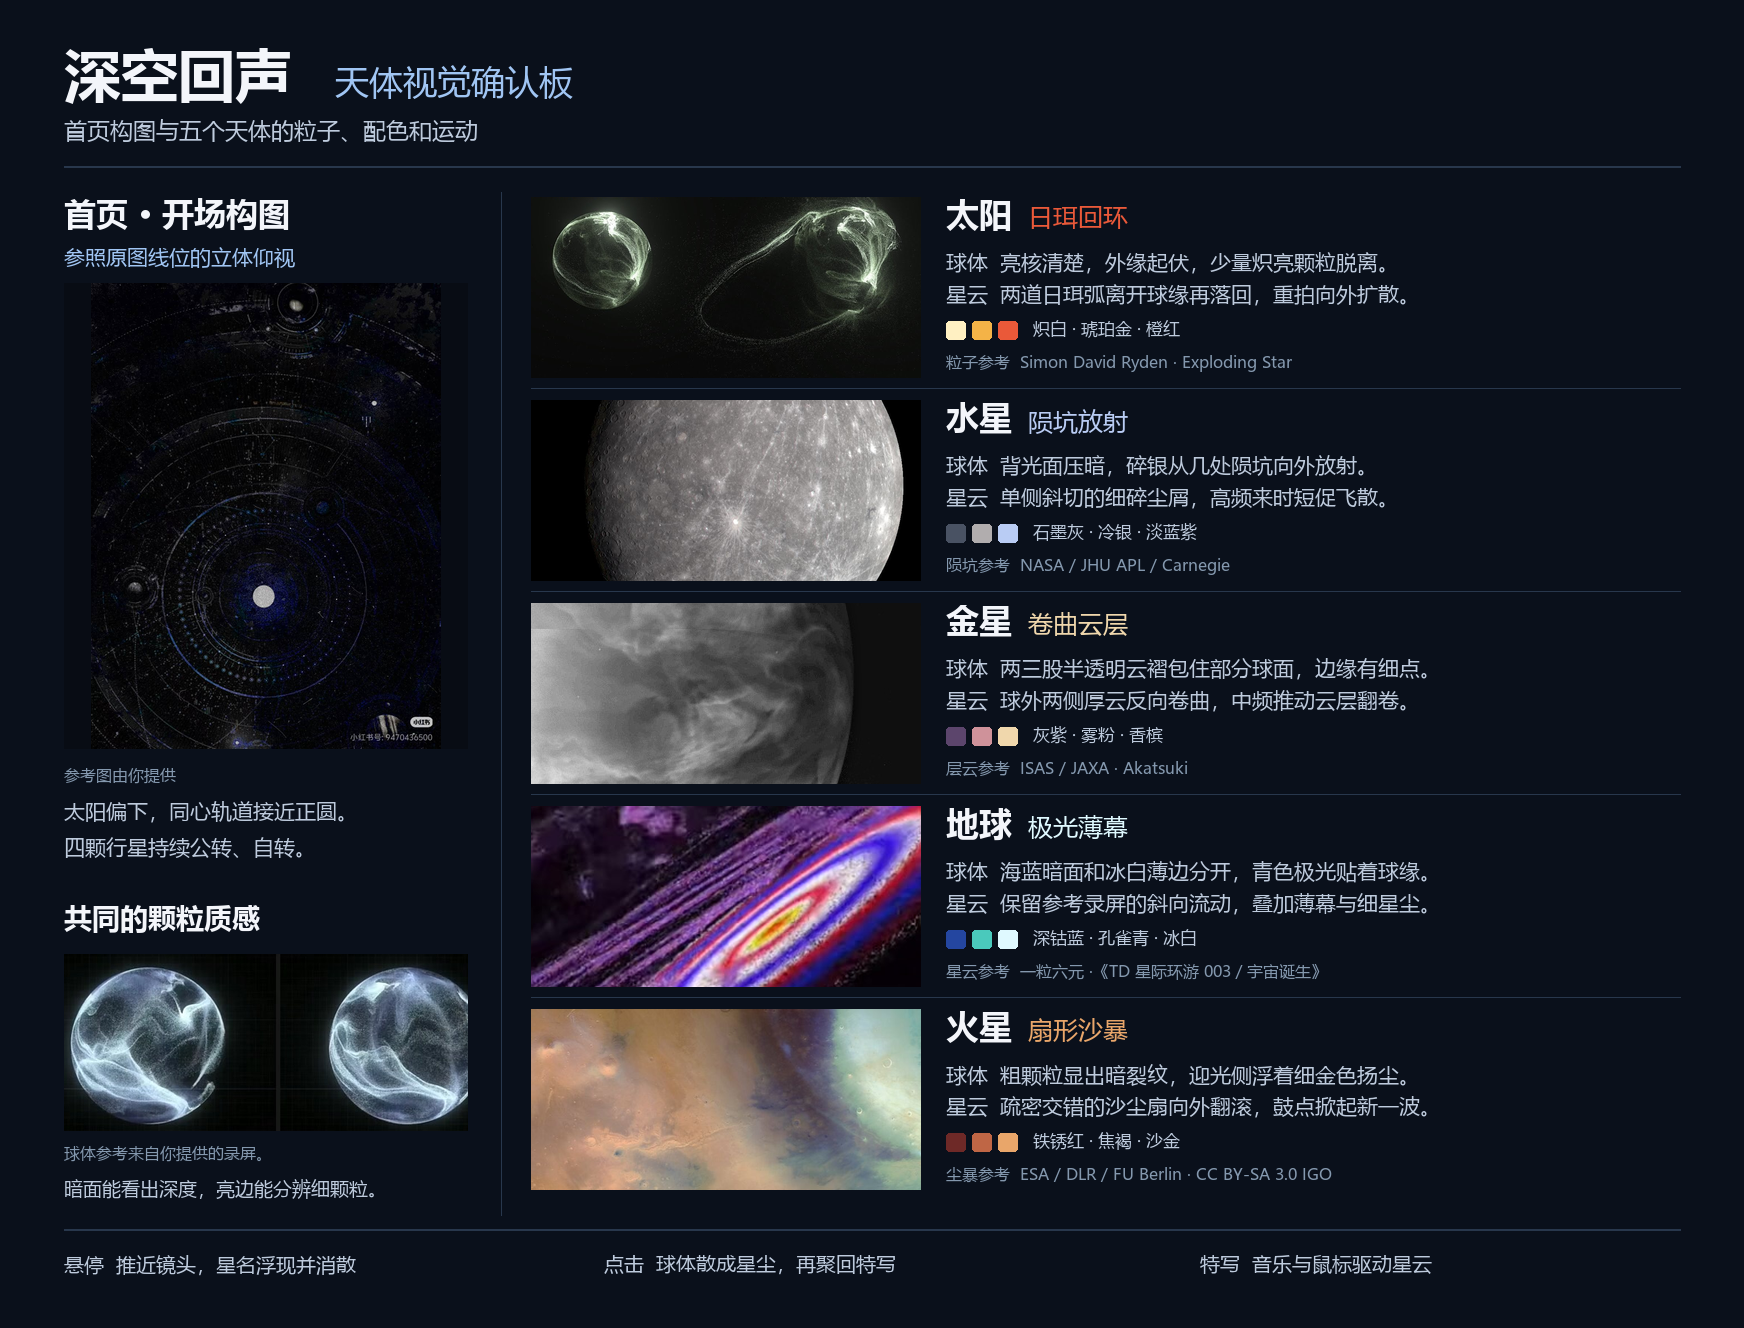 深空回声 天体视觉确认板
首页构图与五个天体的粒子、配色和运动
首页·开场构图
参照原图线位的立体仰视
小红书
小红书号: 9470436500
参考图由你提供
太阳偏下，同心轨道接近正圆。
四颗行星持续公转、自转。
共同的颗粒质感
球体参考来自你提供的录屏。
暗面能看出深度，亮边能分辨细颗粒。
太阳 日珥回环
球体 亮核清楚，外缘起伏，少量炽亮颗粒脱离。
星云 两道日珥弧离开球缘再落回，重拍向外扩散。
炽白·琥珀金·橙红
粒子参考 Simon David Ryden · Exploding Star
水星 陨坑放射
球体 背光面压暗，碎银从几处陨坑向外放射。
星云 单侧斜切的细碎尘屑，高频来时短促飞散。
石墨灰·冷银·淡蓝紫
陨坑参考 NASA / JHU APL / Carnegie
金星 卷曲云层
球体 两三股半透明云褶包住部分球面，边缘有细点。
星云 球外两侧厚云反向卷曲，中频推动云层翻卷。
灰紫·雾粉·香槟
层云参考 ISAS / JAXA · Akatsuki
地球 极光薄幕
球体 海蓝暗面和冰白薄边分开，青色极光贴着球缘。
星云 保留参考录屏的斜向流动，叠加薄幕与细星尘。
深钴蓝·孔雀青·冰白
星云参考 一粒六元·《TD 星际环游 003 / 宇宙诞生》
火星 扇形沙暴
球体 粗颗粒显出暗裂纹，迎光侧浮着细金色扬尘。
星云 疏密交错的沙尘扇向外翻滚，鼓点掀起新一波。
铁锈红·焦褐·沙金
尘暴参考 ESA / DLR / FU Berlin · CC BY-SA 3.0 IGO
悬停 推近镜头，星名浮现并消散
点击 球体散成星尘，再聚回特写
特写 音乐与鼠标驱动星云